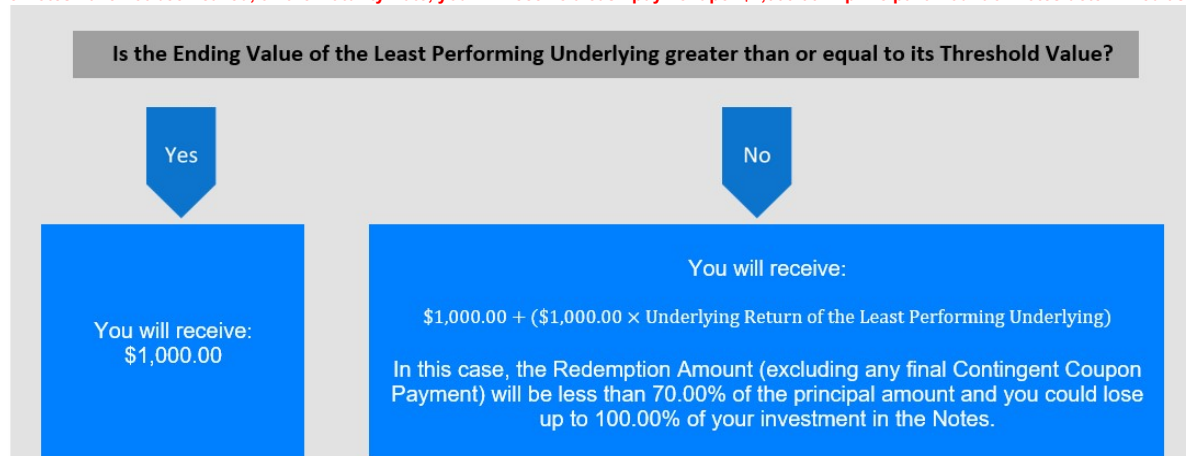 Is the Ending Value of the Least Performing Underlying greater than or equal to its Threshold Value?
Yes
No
You will receive:
$1,000.00
You will receive:
$1,000.00 + ($1,000.00 × Underlying Return of the Least Performing Underlying)
In this case, the Redemption Amount (excluding any final Contingent Coupon
Payment) will be less than 70.00% of the principal amount and you could lose
up to 100.00% of your investment in the Notes.